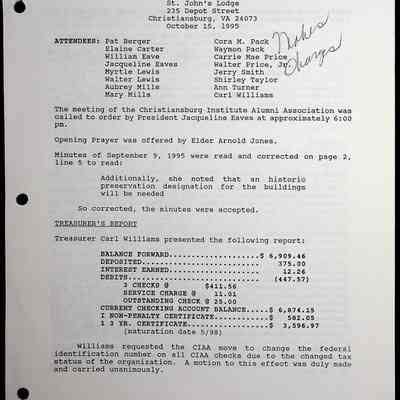 St. John's Lodge
235 Depot Street
Christiansburg, VA 24073
October 15, 1995
Makes
Changes
ATTENDEES: Pat Berger Cora M. Pack
Elaine Carter Waymon Pack
William Eave Carrie Mae Price
Jacqueline Eaves Walter Price, Jr.
Myrtle Lewis Jerry Smith
Walter Lewis Shirley Taylor
Aubrey Mills Ann Turner
Mary Mills Carl Williams
The meeting of the Christiansburg Institute Alumni Association was
called to order by President Jacqueline Eaves at approximately 6:00
pm.
Opening Prayer was offered by Elder Arnold Jones.
Minutes of September 9, 1995 were read and corrected on page 2,
line 5 to read:
Additionally, she noted that an historic
preservation designation for the buildings
will be needed
So corrected, the minutes were accepted.
TREASURER'S REPORT
Treasurer Carl Williams presented the following report:
BALANCE FORWARD....................$ 6,909.46
DEPOSITED.......................... 375.00
INTEREST EARNED.................... 12.26
DEBITS............................. (447.57)
3 CHECKS @ $411.56
SERVICE CHARGE @ 11.01
OUTSTANDING CHECK @ 25.00
CURRENT CHECKING ACCOUNT BALANCE...$ 6,874.15
I NON-PENALTY CERTIFICATE..........$ 582.05
1 3 YR. CERTIFICATE................$ 3,596.97
(maturation date 5/98)
Williams requested the CIAA move to change the federal
identification number on all CIAA checks due to the changed tax
status of the organization. A motion to this effect was duly made
and carried unanimously.